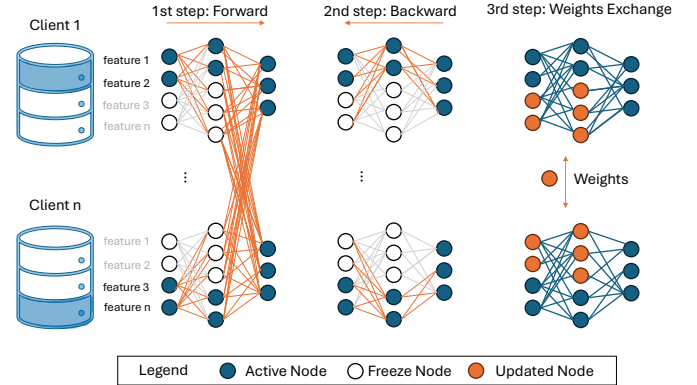 1st step: Forward
2nd step: Backward
3rd step: Weights Exchange
Client 1
feature 1
feature 2
feature 3
feature n
...
...
Weights
Client n
feature 1
feature 2
feature 3
feature n
Legend
Active Node
Freeze Node
Updated Node